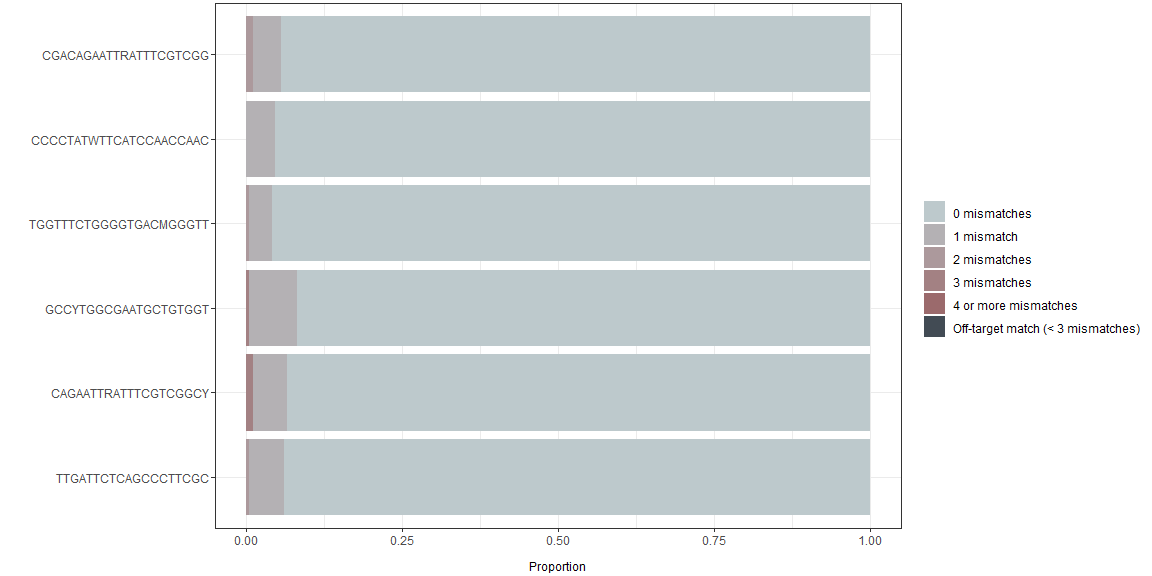 CGACAGAATTRATTTCGTCGG
CCCCTATWTTCATCCAACCAAC
TGGTTTCTGGGGTGACMGGGTT
GCCYTGGCGAATGCTGTGGT
CAGAATTRATTTCGTCGGCY
TTGATTCTCAGCCCTTCGC
0.00 0.25 0.50 0.75 1.00
Proportion
0 mismatches
1 mismatch
2 mismatches
3 mismatches
4 or more mismatches
Off-target match (< 3 mismatches)